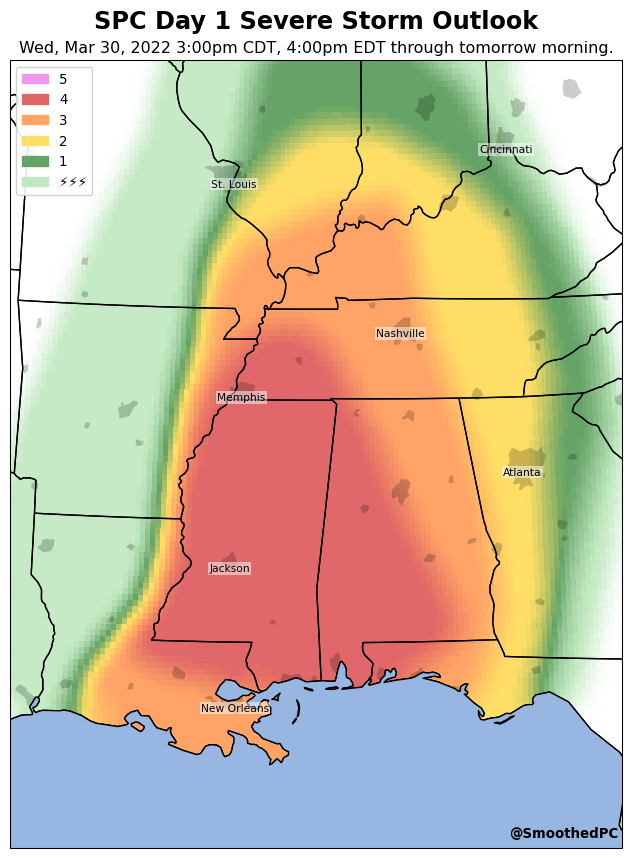 SPC Day 1 Severe Storm Outlook
Wed, Mar 30, 2022 3:00pm CDT, 4:00pm EDT through tomorrow morning.
5
4
3
2
1
⚡⚡⚡
Cincinnati
St. Louis
Nashville
Memphis
Atlanta
Jackson
New Orleans
@SmoothedPC